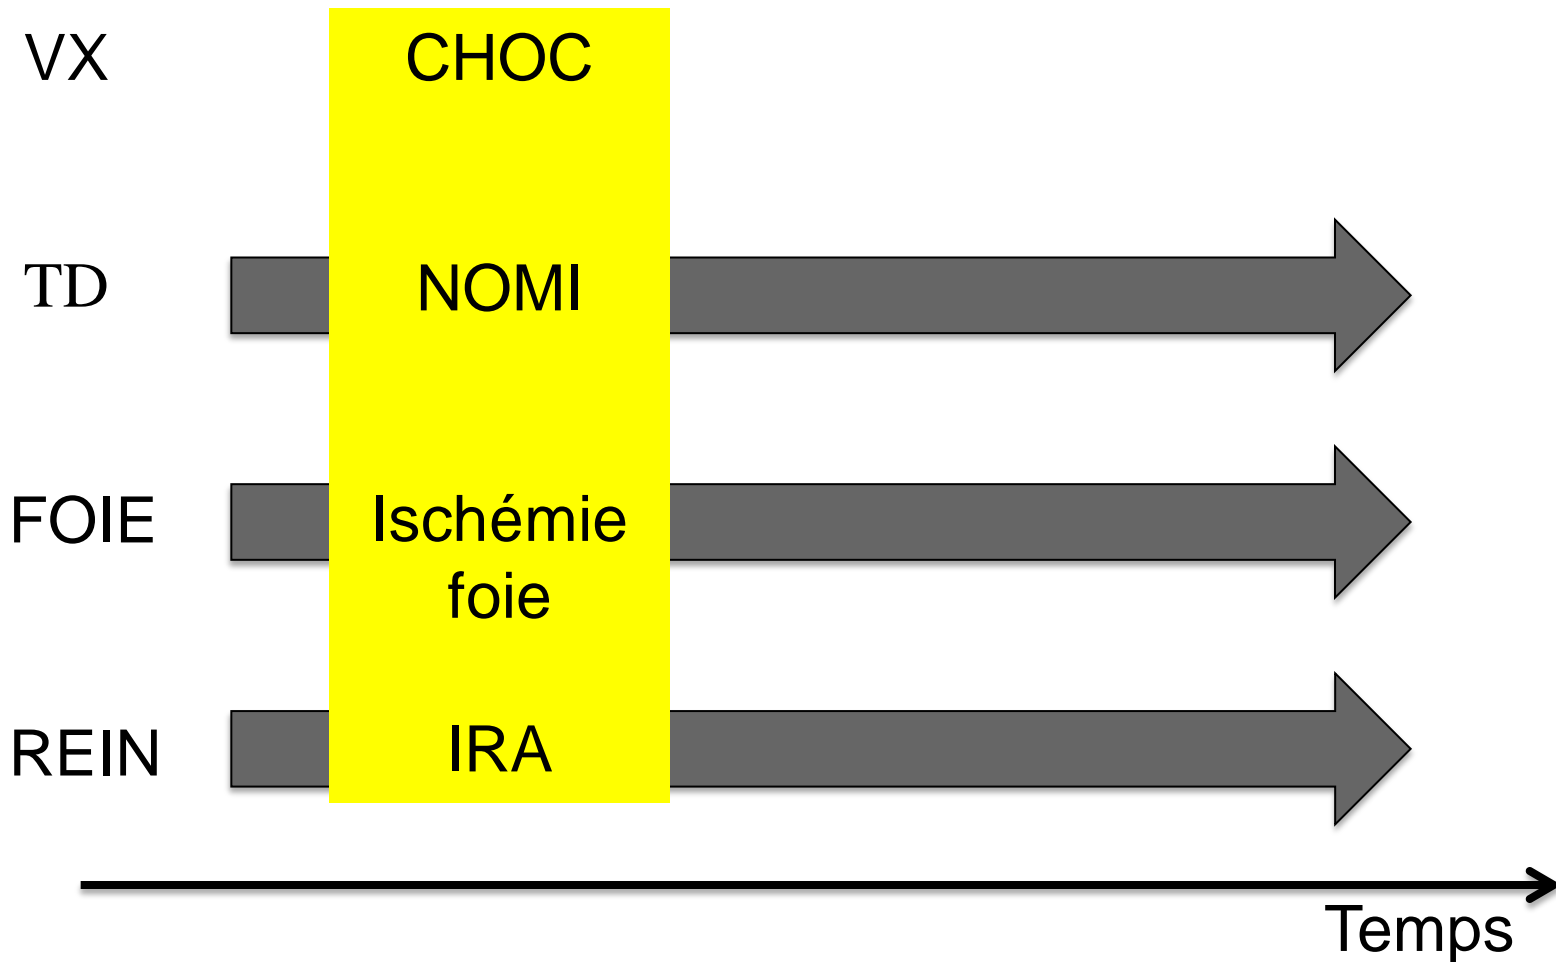 VX
CHOC
TD
NOMI
FOIE
Ischémie
foie
REIN
IRA
Temps